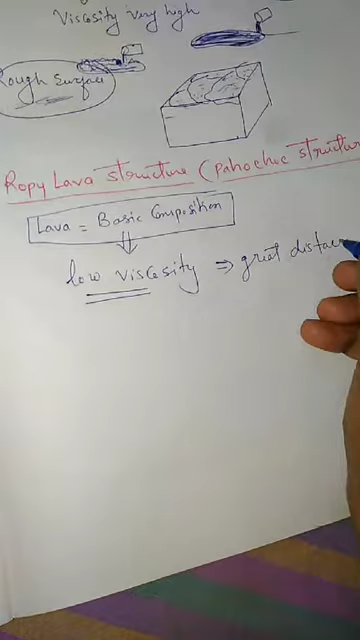 Viscosity very high
Rough Surface
Ropy Lava structure (pahoehoe structure
Lava = Basic Composition
low viscosity ⇒ great distan